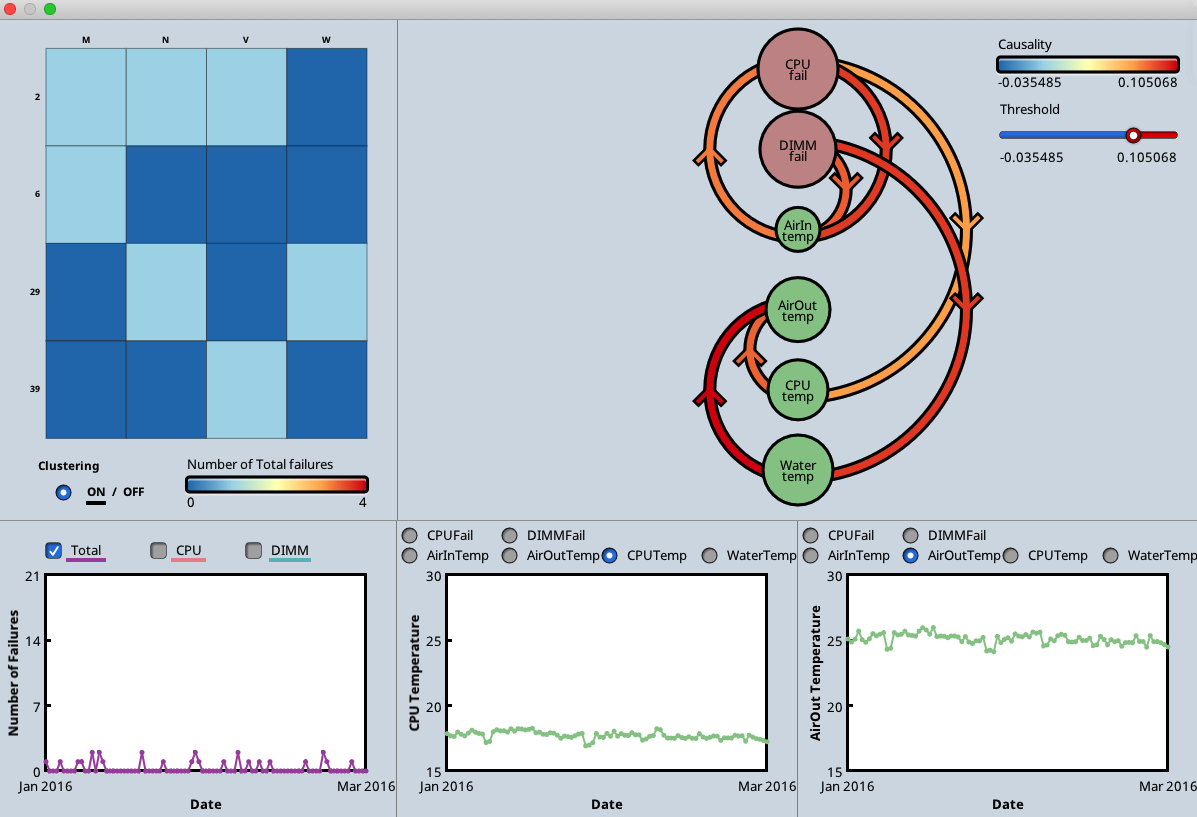 M N V W
2
6
29
39
Clustering
ON / OFF
Number of Total failures
0 4
CPU
fail
DIMM
fail
AirIn
temp
AirOut
temp
CPU
temp
Water
temp
Causality
-0.035485 0.105068
Threshold
-0.035485 0.105068
Total CPU DIMM
21
14
7
0
Number of Failures
Jan 2016 Mar 2016
Date
CPUFail DIMMFail
AirInTemp AirOutTemp CPUTemp WaterTemp
30
25
20
15
CPU Temperature
Jan 2016 Mar 2016
Date
CPUFail DIMMFail
AirInTemp AirOutTemp CPUTemp WaterTemp
30
25
20
15
AirOut Temperature
Jan 2016 Mar 2016
Date